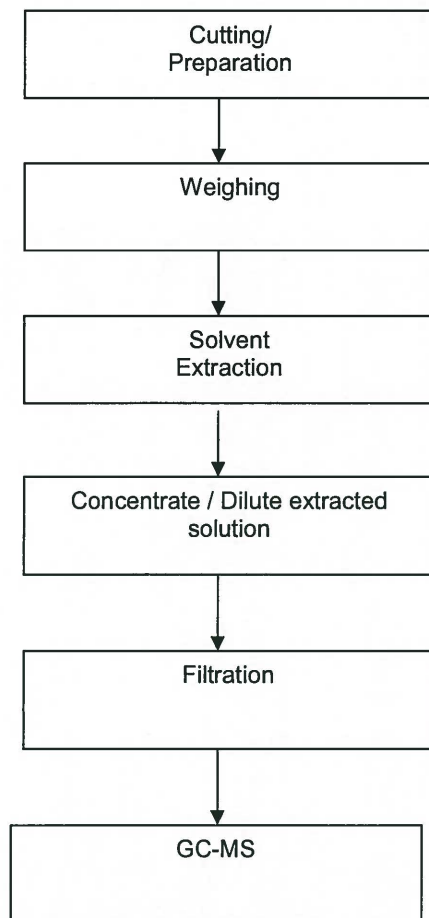 Cutting/
Preparation
Weighing
Solvent
Extraction
Concentrate / Dilute extracted
solution
Filtration
GC-MS